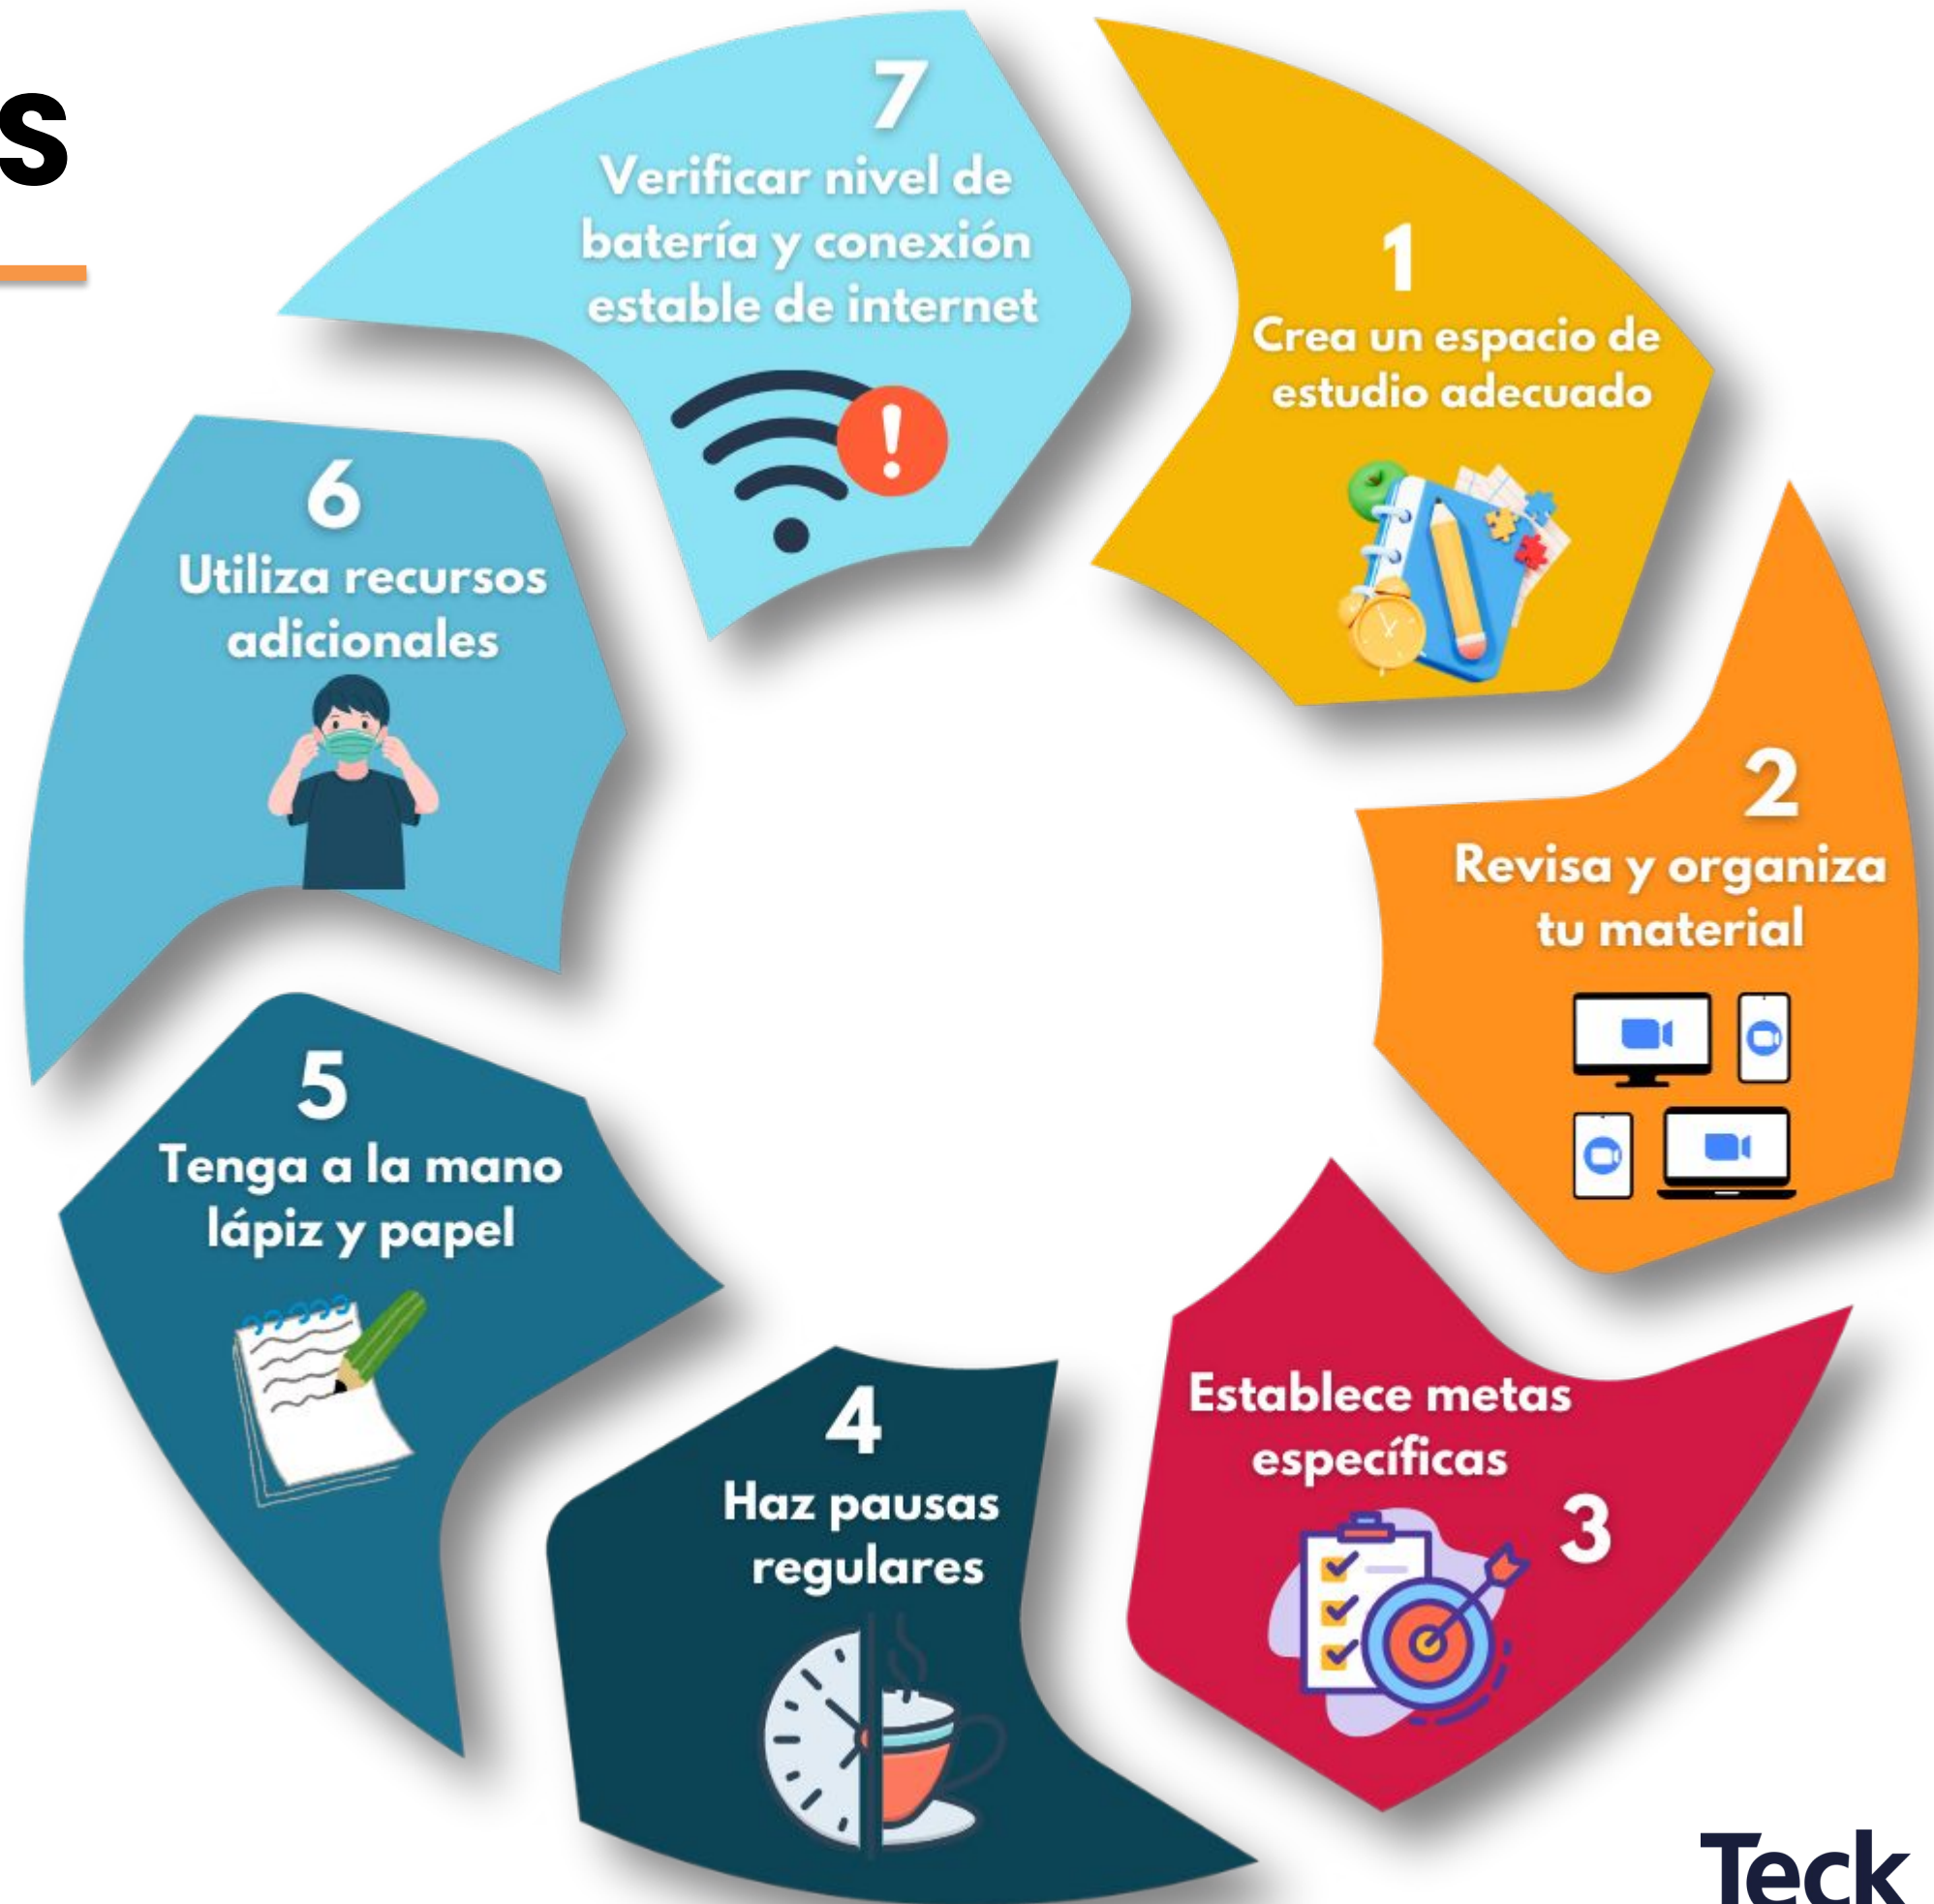 s
7
Verificar nivel de
batería y conexión
estable de internet
1
Crea un espacio de
estudio adecuado
6
Utiliza recursos
adicionales
2
Revisa y organiza
tu material
5
Tenga a la mano
lápiz y papel
4
Haz pausas
regulares
Establece metas
específicas
3
Teck